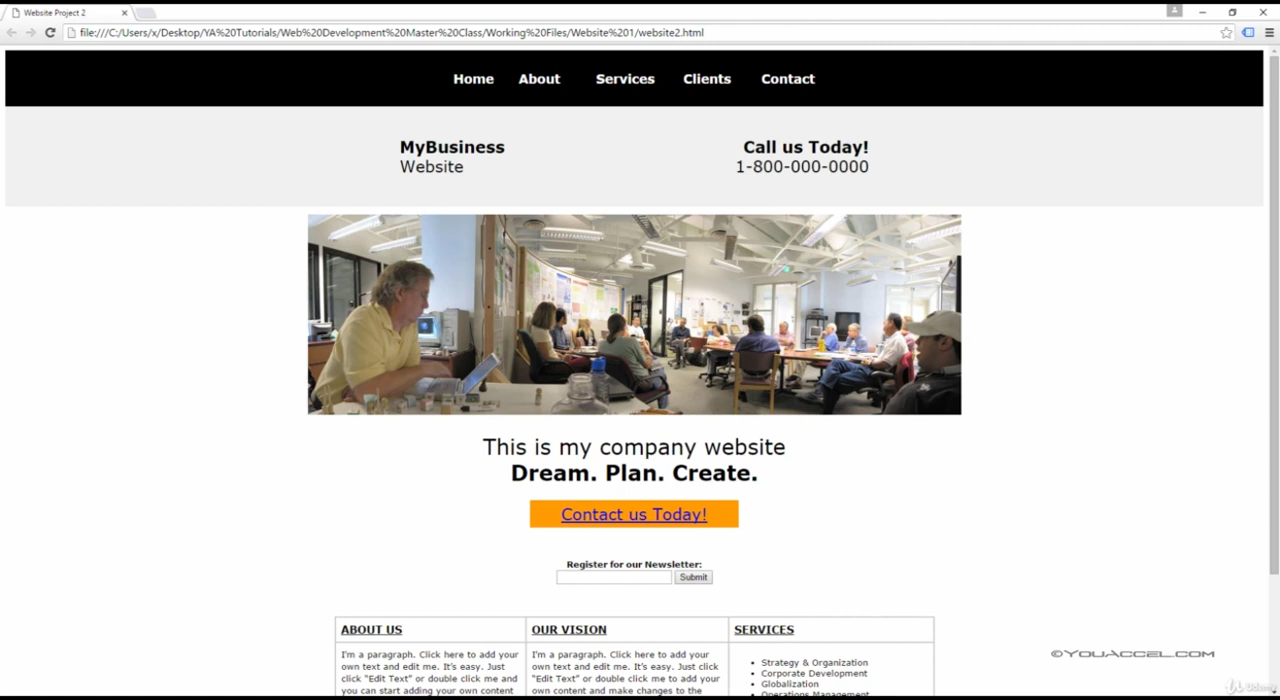 Website Project 2
file:///C:/Users/x/Desktop/YA%20Tutorials/Web%20Development%20Master%20Class/Working%20Files/Website%201/website2.html
Home About Services Clients Contact
MyBusiness
Website
Call us Today!
1-800-000-0000
This is my company website
Dream. Plan. Create.
Contact us Today!
Register for our Newsletter:
Submit
ABOUT US
I'm a paragraph. Click here to add your
own text and edit me. It's easy. Just
click "Edit Text" or double click me and
you can start adding your own content
OUR VISION
I'm a paragraph. Click here to add your
own text and edit me. It's easy. Just click
"Edit Text" or double click me to add your
own content and make changes to the
SERVICES
• Strategy & Organization
• Corporate Development
• Globalization
• Operations Management
©YOUACCEL.COM
Udemy